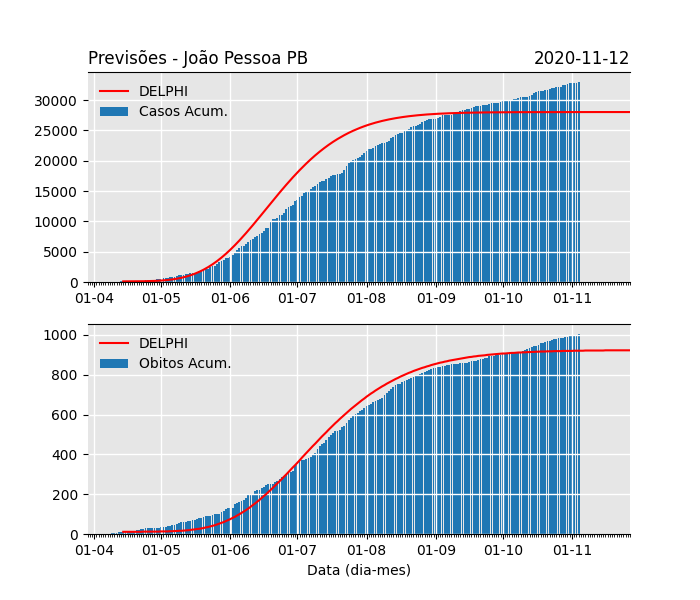 Previsões - João Pessoa PB 2020-11-12
DELPHI
Casos Acum.
30000
25000
20000
15000
10000
5000
0
01-04 01-05 01-06 01-07 01-08 01-09 01-10 01-11
DELPHI
Obitos Acum.
1000
800
600
400
200
0
01-04 01-05 01-06 01-07 01-08 01-09 01-10 01-11
Data (dia-mes)